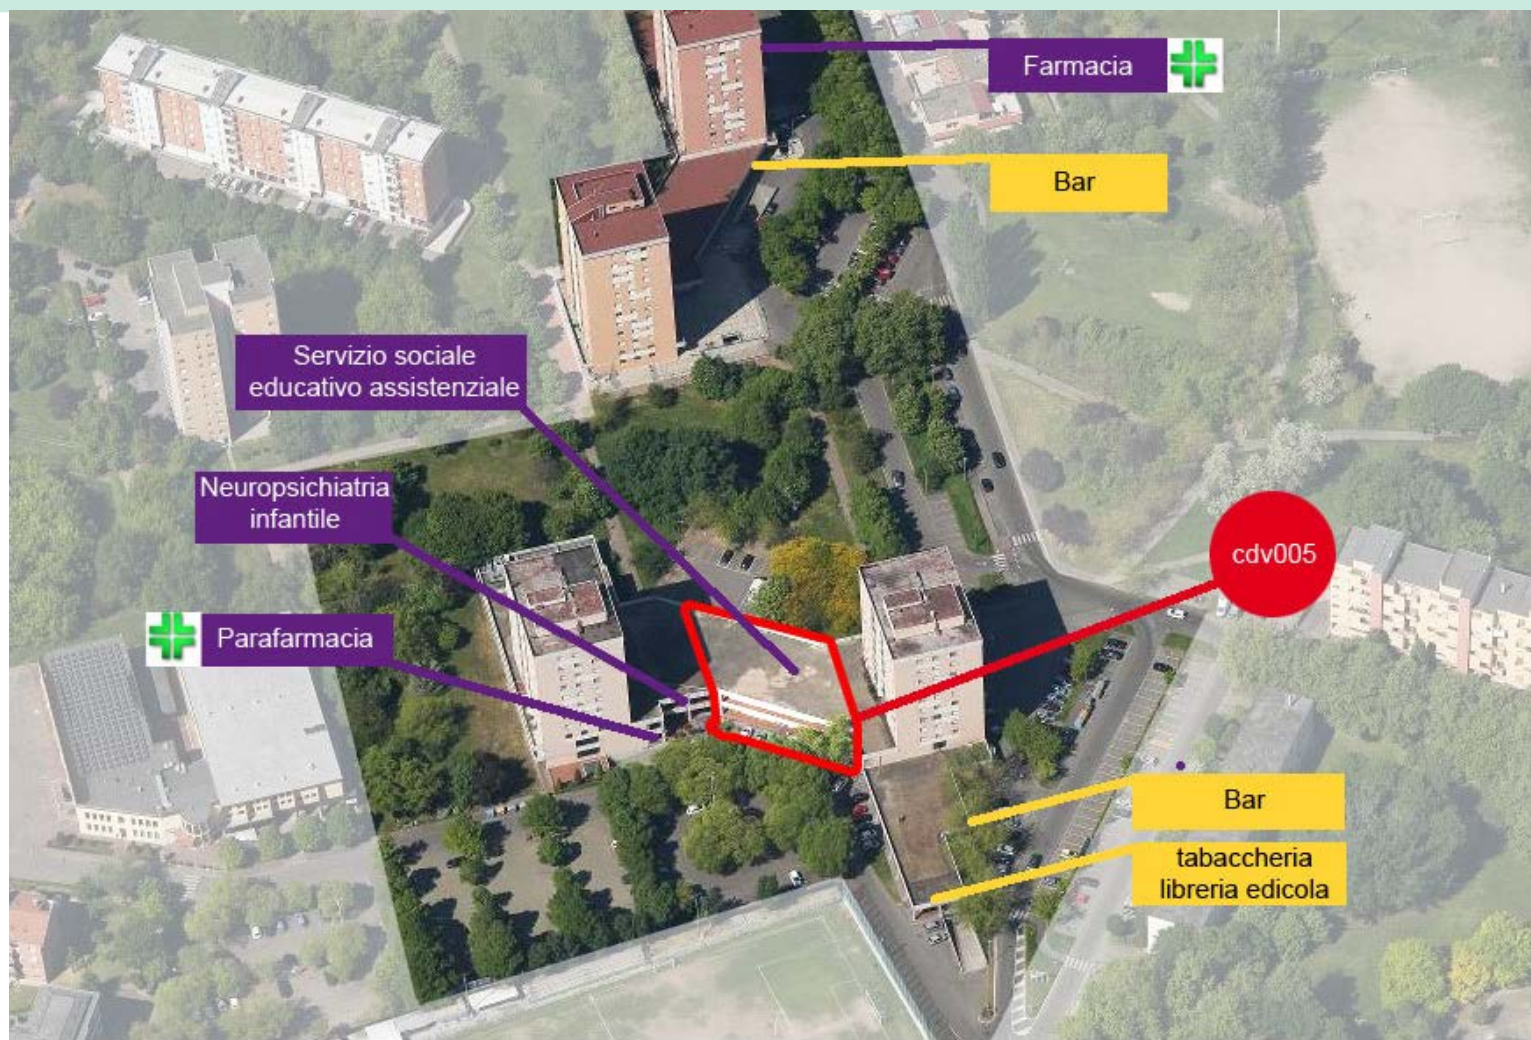 Farmacia
Bar
Servizio sociale
educativo assistenziale
Neuropsichiatria
infantile
cdv005
Parafarmacia
Bar
tabaccheria
libreria edicola